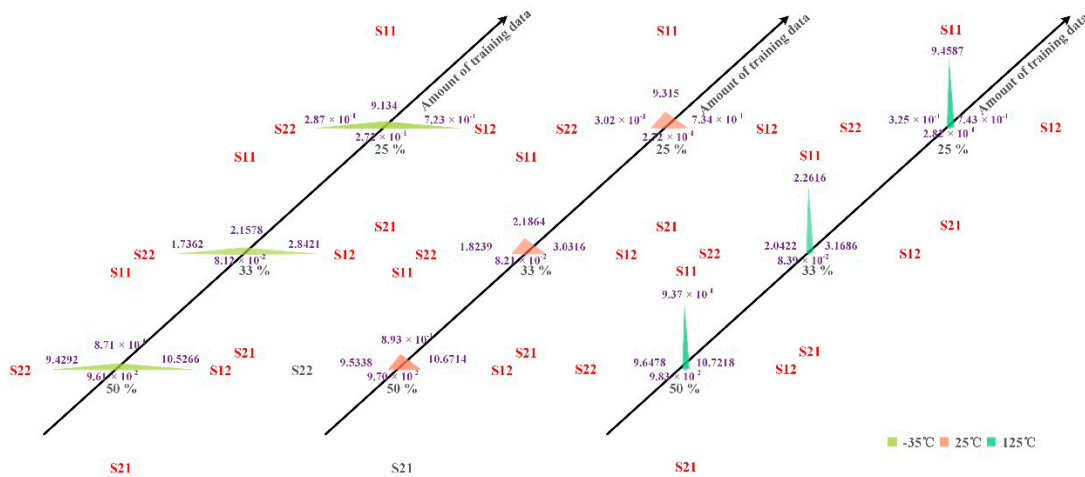 S11
S11
S11
Amount of training data
Amount of training data
Amount of training data
9.134
9.315
9.4587
S22
2.87 × 10⁻¹
7.23 × 10⁻¹
S12
2.72 × 10⁻¹
25 %
S22
3.02 × 10⁻¹
7.34 × 10⁻¹
S12
2.72 × 10⁻¹
25 %
S22
3.25 × 10⁻¹
7.43 × 10⁻¹
S12
2.82 × 10⁻¹
25 %
S11
S11
S11
S21
S21
S21
2.1578
2.1864
2.2616
S22
1.7362
2.8421
S12
8.12 × 10⁻²
33 %
S22
1.8239
3.0316
S12
8.21 × 10⁻²
33 %
S22
2.0422
3.1686
S12
8.39 × 10⁻²
33 %
S11
S11
S11
S21
S21
S21
8.71 × 10⁻¹
8.93 × 10⁻¹
9.37 × 10⁻¹
S22
9.4292
10.5266
S12
9.61 × 10⁻²
50 %
S22
9.5338
10.6714
S12
9.70 × 10⁻²
50 %
S22
9.6478
10.7218
S12
9.83 × 10⁻²
50 %
-35℃
25℃
125℃
S21
S21
S21